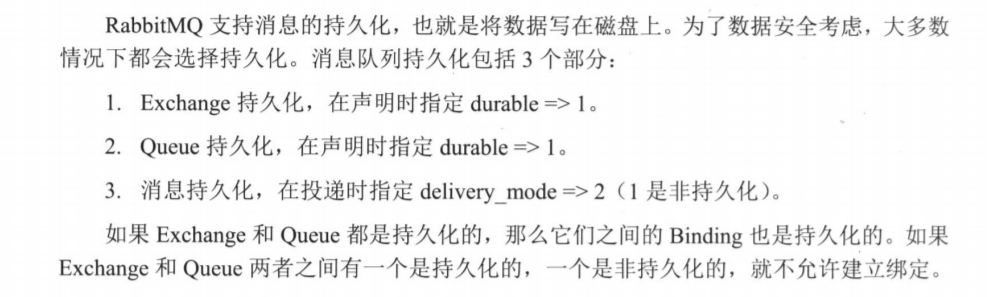 RabbitMQ 支持消息的持久化，也就是将数据写在磁盘上。为了数据安全考虑，大多数
情况下都会选择持久化。消息队列持久化包括 3 个部分：
1. Exchange 持久化，在声明时指定 durable => 1。
2. Queue 持久化，在声明时指定 durable => 1。
3. 消息持久化，在投递时指定 delivery_mode => 2（1 是非持久化）。
如果 Exchange 和 Queue 都是持久化的，那么它们之间的 Binding 也是持久化的。如果
Exchange 和 Queue 两者之间有一个是持久化的，一个是非持久化的，就不允许建立绑定。